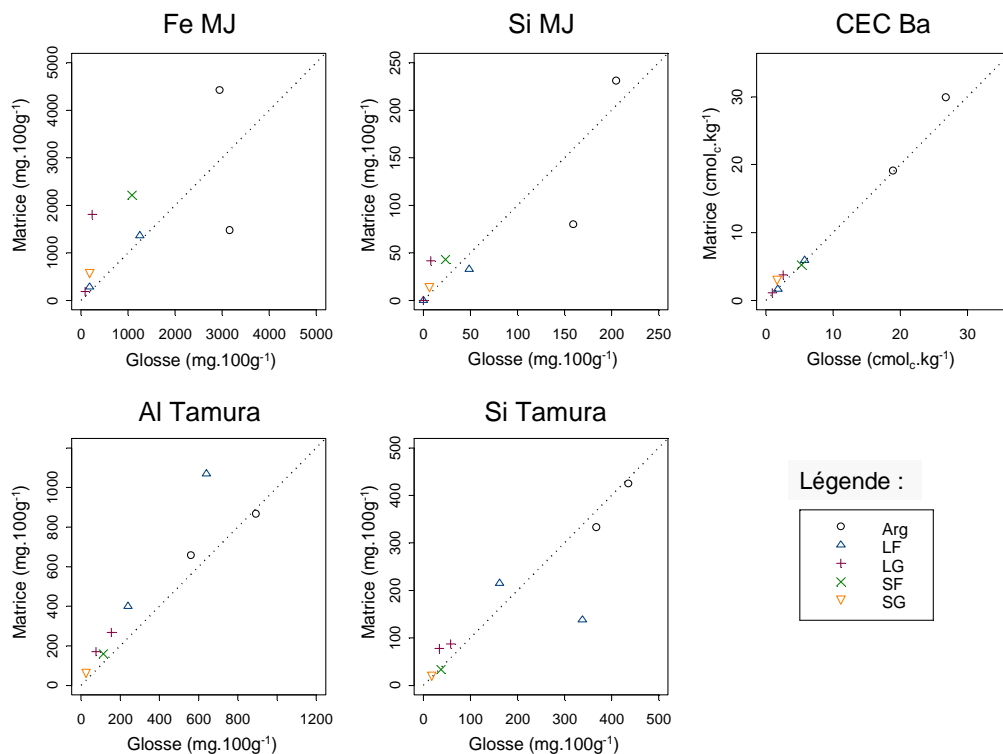 Fe MJ
Si MJ
CEC Ba
Matrice (mg.100g⁻¹)
0 1000 2000 3000 4000 5000
0 1000 2000 3000 4000 5000
Glosse (mg.100g⁻¹)
Matrice (mg.100g⁻¹)
0 50 100 150 200 250
0 50 100 150 200 250
Glosse (mg.100g⁻¹)
Matrice (cmolc.kg⁻¹)
0 10 20 30
0 10 20 30
Glosse (cmolc.kg⁻¹)
Al Tamura
Si Tamura
Matrice (mg.100g⁻¹)
0 200 400 600 800 1000
200 400 600 800 1200
Glosse (mg.100g⁻¹)
Matrice (mg.100g⁻¹)
0 100 200 300 400 500
0 100 200 300 400 500
Glosse (mg.100g⁻¹)
Légende :
Arg
LF
LG
SF
SG